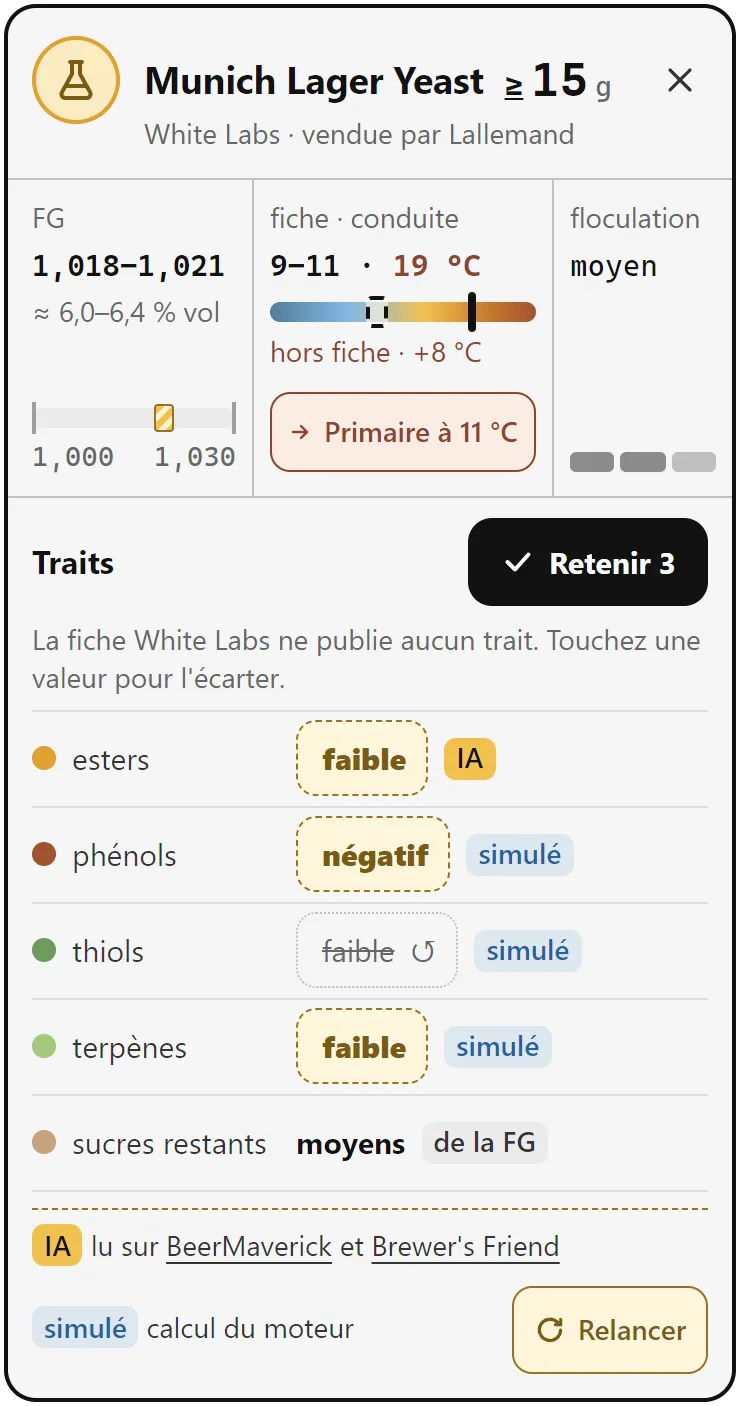 Munich Lager Yeast ≥ 15 g
White Labs · vendue par Lallemand
FG
1,018–1,021
≈ 6,0–6,4 % vol
1,000 1,030
fiche · conduite
9–11 · 19 °C
hors fiche · +8 °C
→ Primaire à 11 °C
floculation
moyen
Traits
✓ Retenir 3
La fiche White Labs ne publie aucun trait. Touchez une
valeur pour l'écarter.
esters faible IA
phénols négatif simulé
thiols faible ↺ simulé
terpènes faible simulé
sucres restants moyens de la FG
IA lu sur BeerMaverick et Brewer's Friend
simulé calcul du moteur
Relancer